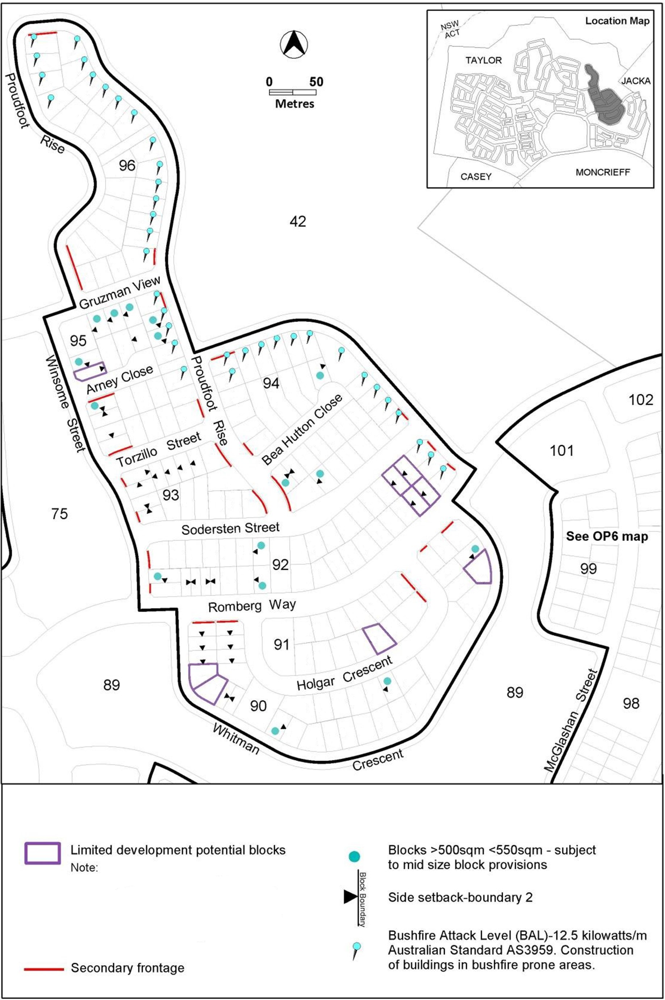 Location Map
NSW
ACT
TAYLOR
JACKA
CASEY
MONCRIEFF
0 50
Metres
Proudfoot
Rise
96
42
Gruzman View
95
Arney Close
Winsome Street
Proudfoot Rise
94
Bea Hutton Close
Torzillo Street
93
75
Sodersten Street
92
Romberg Way
91
Holgar Crescent
90
89
89
Whitman
Crescent
102
101
See OP6 map
99
98
McGlashan Street
Limited development potential blocks
Note:
Secondary frontage
Blocks >500sqm <550sqm - subject
to mid size block provisions
Block Boundary
Side setback-boundary 2
Bushfire Attack Level (BAL)-12.5 kilowatts/m
Australian Standard AS3959. Construction
of buildings in bushfire prone areas.